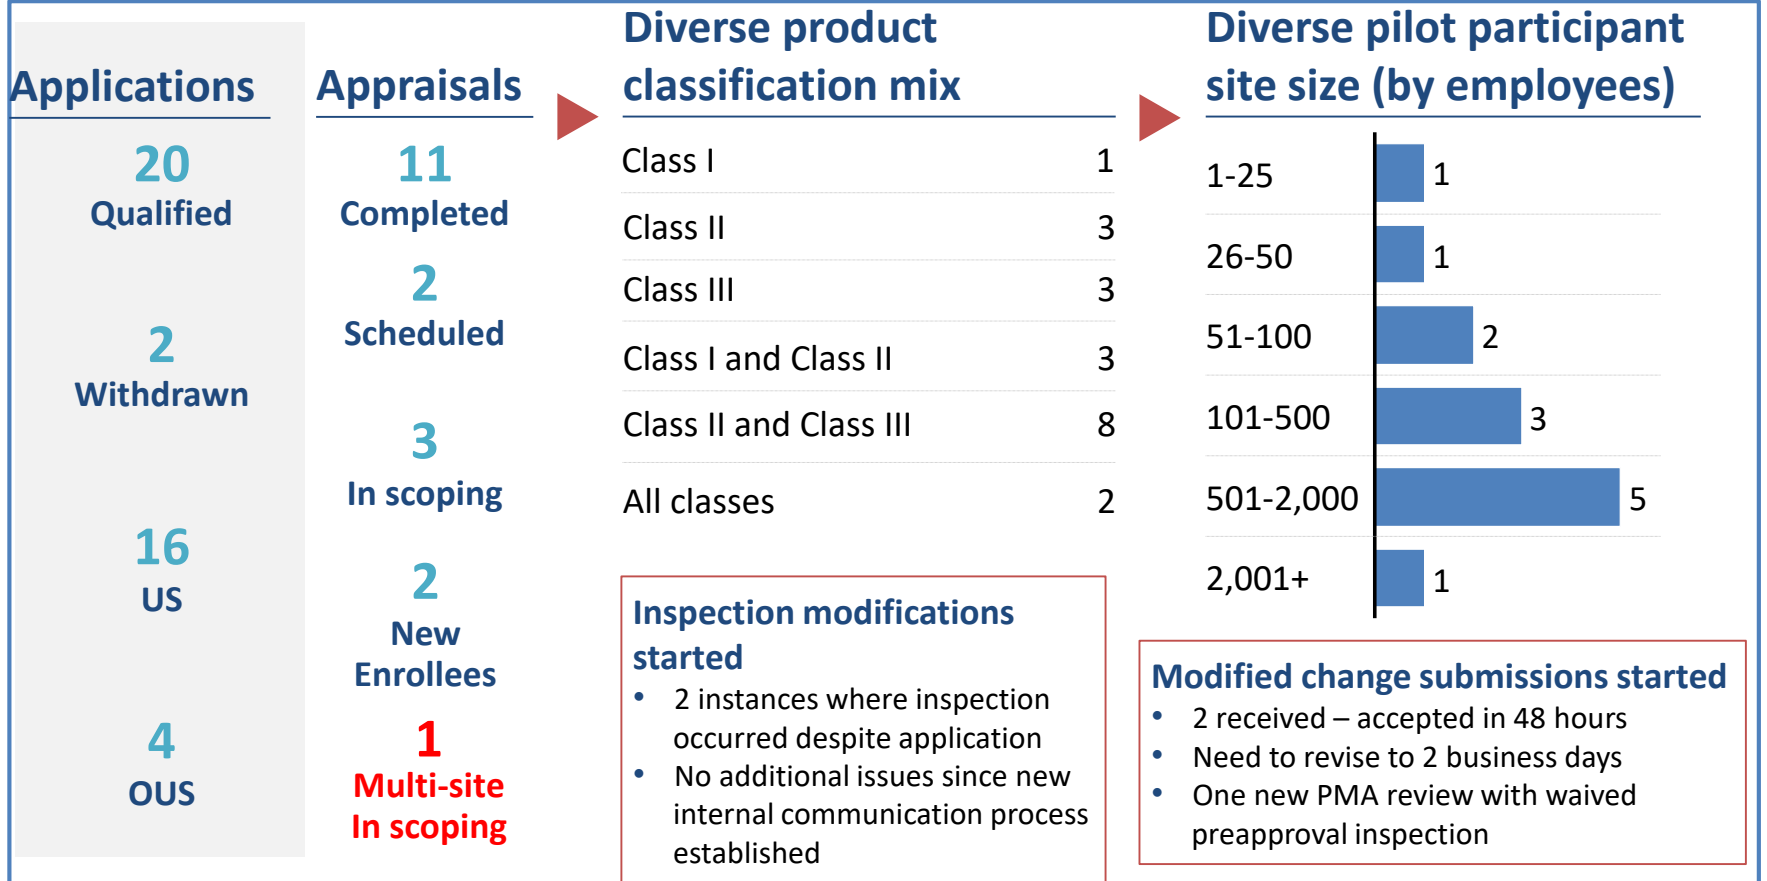 Applications
20
Qualified
2
Withdrawn
16
US
4
OUS
Appraisals
11
Completed
2
Scheduled
3
In scoping
2
New
Enrollees
1
Multi-site
In scoping
Diverse product
classification mix
Class I 1
Class II 3
Class III 3
Class I and Class II 3
Class II and Class III 8
All classes 2
Inspection modifications
started
• 2 instances where inspection
occurred despite application
• No additional issues since new
internal communication process
established
Diverse pilot participant
site size (by employees)
1-25 1
26-50 1
51-100 2
101-500 3
501-2,000 5
2,001+ 1
Modified change submissions started
• 2 received – accepted in 48 hours
• Need to revise to 2 business days
• One new PMA review with waived
preapproval inspection